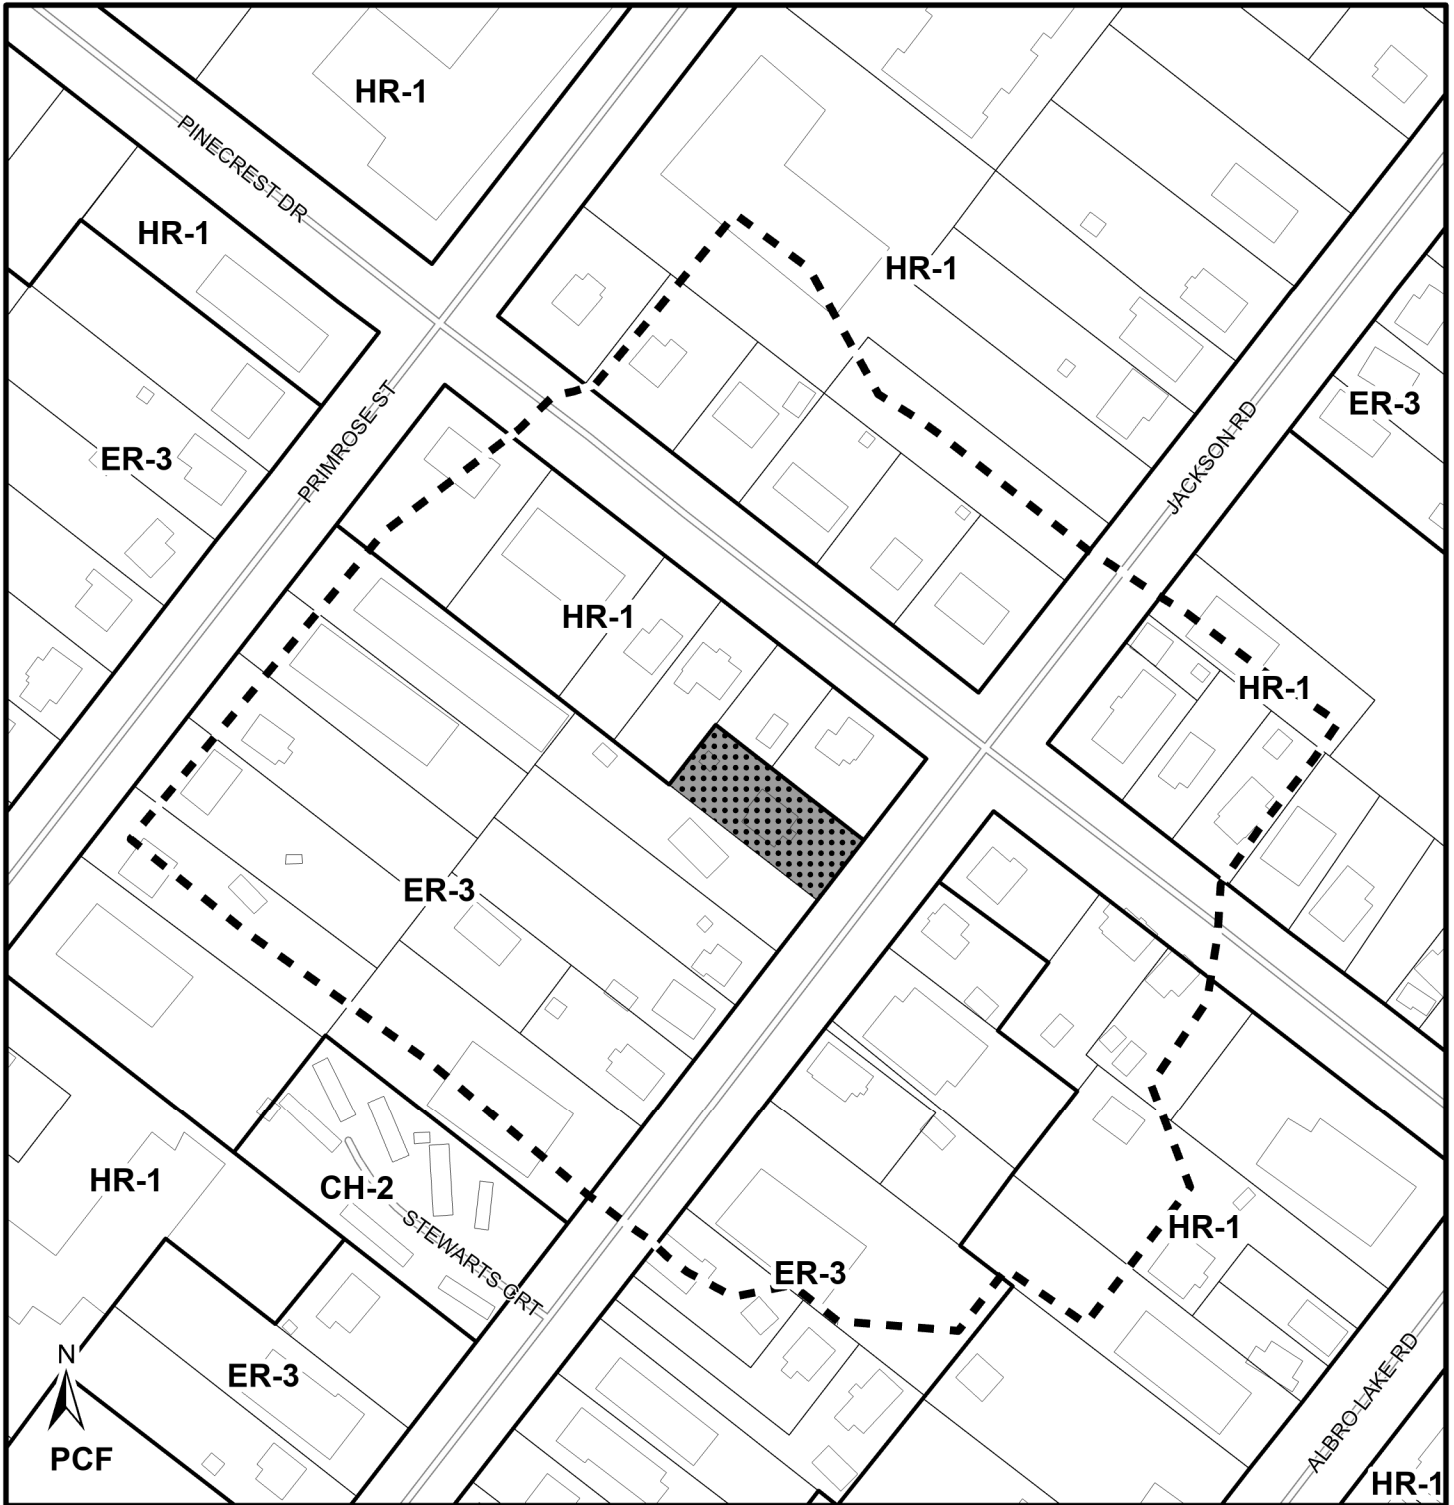 HR-1
PINECREST DR
HR-1
HR-1
ER-3
PRIMROSE ST
ER-3
JACKSON RD
HR-1
HR-1
ER-3
HR-1
CH-2
STEWARTS CRT
HR-1
ER-3
ER-3
ALBRO LAKE RD
N
PCF
HR-1